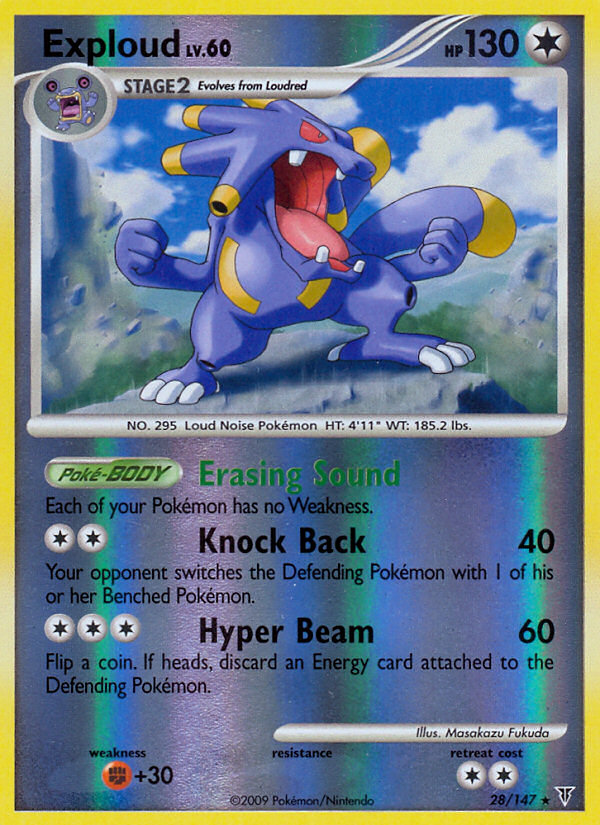 Exploud LV.60
HP 130
STAGE2 Evolves from Loudred
NO. 295 Loud Noise Pokémon HT: 4'11" WT: 185.2 lbs.
Poké-BODY Erasing Sound
Each of your Pokémon has no Weakness.
Knock Back 40
Your opponent switches the Defending Pokémon with 1 of his
or her Benched Pokémon.
Hyper Beam 60
Flip a coin. If heads, discard an Energy card attached to the
Defending Pokémon.
Illus. Masakazu Fukuda
weakness resistance retreat cost
+30
©2009 Pokémon/Nintendo 28/147